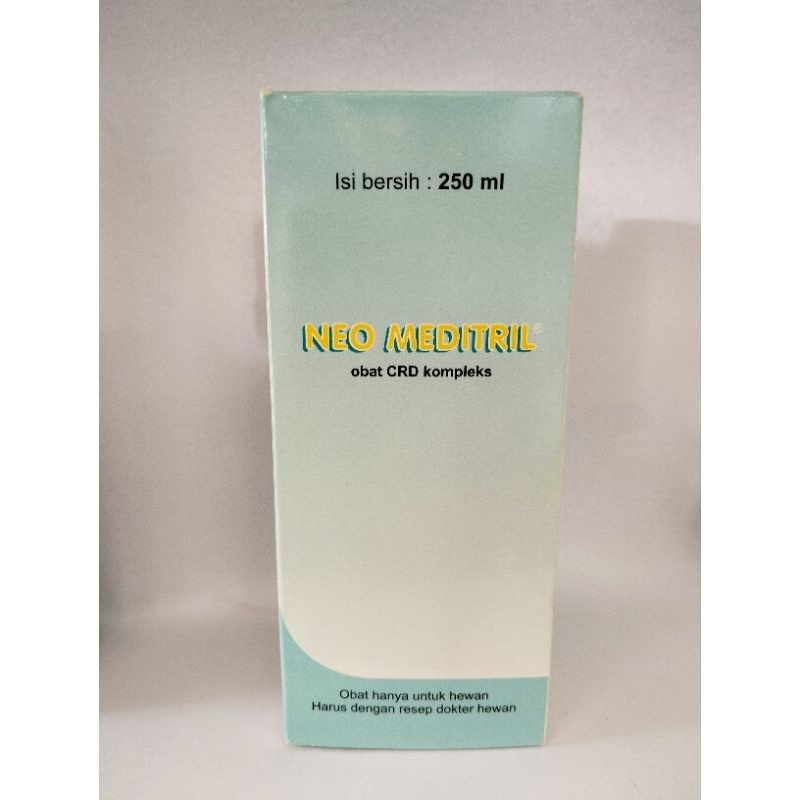 Isi bersih : 250 ml
NEO MEDITRIL®
obat CRD kompleks
Obat hanya untuk hewan
Harus dengan resep dokter hewan